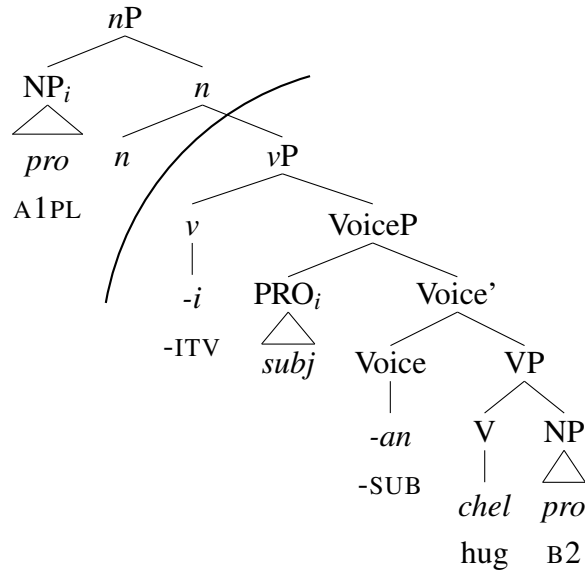 nP
NPi n
pro n vP
A1PL
v VoiceP
-i PROi Voice’
-ITV subj Voice VP
-an V NP
-SUB chel pro
hug B2